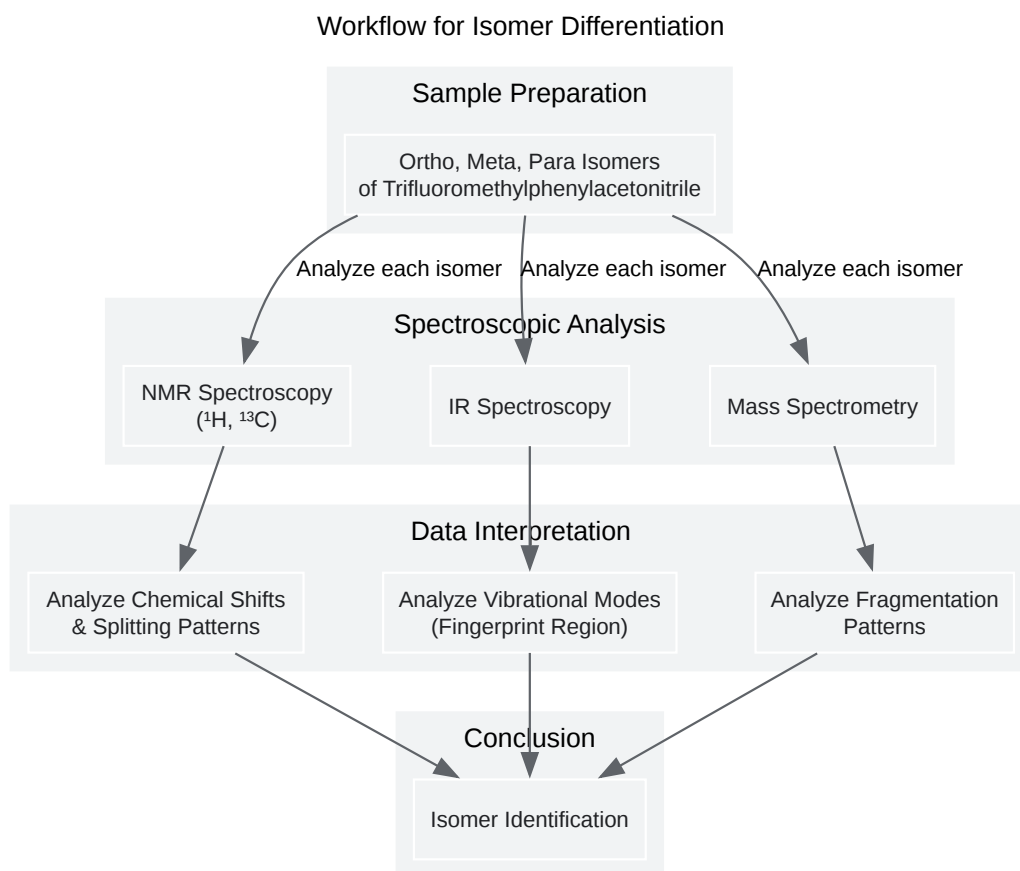 Workflow for Isomer Differentiation
Sample Preparation
Ortho, Meta, Para Isomers
of Trifluoromethylphenylacetonitrile
Analyze each isomer
Analyze each isomer
Analyze each isomer
Spectroscopic Analysis
NMR Spectroscopy
(¹H, ¹³C)
IR Spectroscopy
Mass Spectrometry
Data Interpretation
Analyze Chemical Shifts
& Splitting Patterns
Analyze Vibrational Modes
(Fingerprint Region)
Analyze Fragmentation
Patterns
Conclusion
Isomer Identification